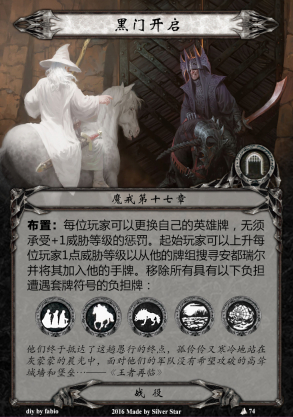 黑门开启
魔戒第十七章
布置：每位玩家可以更换自己的英雄牌，无须
承受+1威胁等级的惩罚。起始玩家可以上升每
位玩家1点威胁等级以从他的牌组搜寻安都瑞尔
并将其加入他的手牌。移除所有具有以下负担
遭遇套牌符号的负担牌：
他们终于抵达了这趟愚行的终点，孤伶伶又寒冷地站在
灰蒙蒙的晨光中，面对他们的军队没有希望攻破的高耸
城墙和堡垒……——《王者再临》
战役
diy by fabio 2016 Made by Silver Star 74